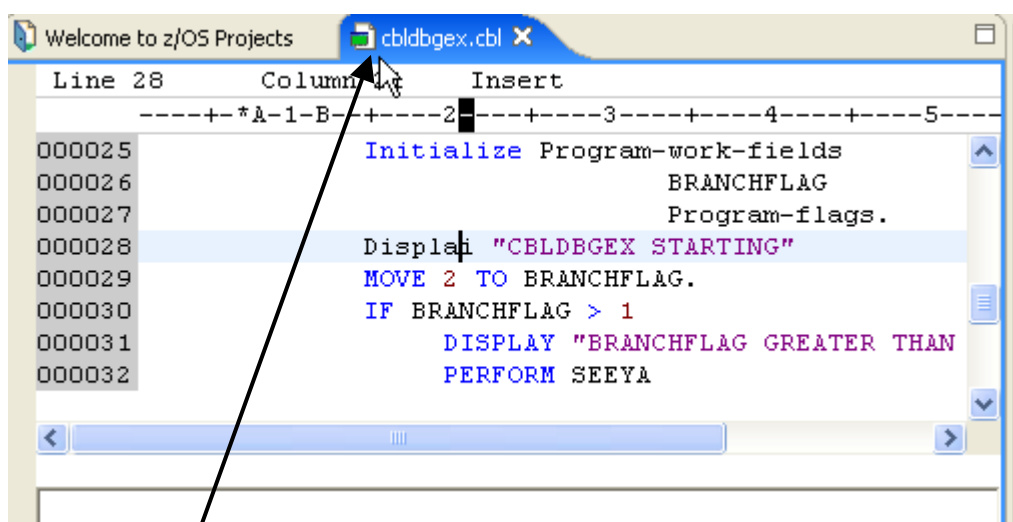 Welcome to z/OS Projects cbldbgex.cbl
Line 28 Column Insert
----+-*A-1-B--+----2----+----3----+----4----+----5----
000025 Initialize Program-work-fields
000026 BRANCHFLAG
000027 Program-flags.
000028 Displai "CBLDBGEX STARTING"
000029 MOVE 2 TO BRANCHFLAG.
000030 IF BRANCHFLAG > 1
000031 DISPLAY "BRANCHFLAG GREATER THAN
000032 PERFORM SEEYA